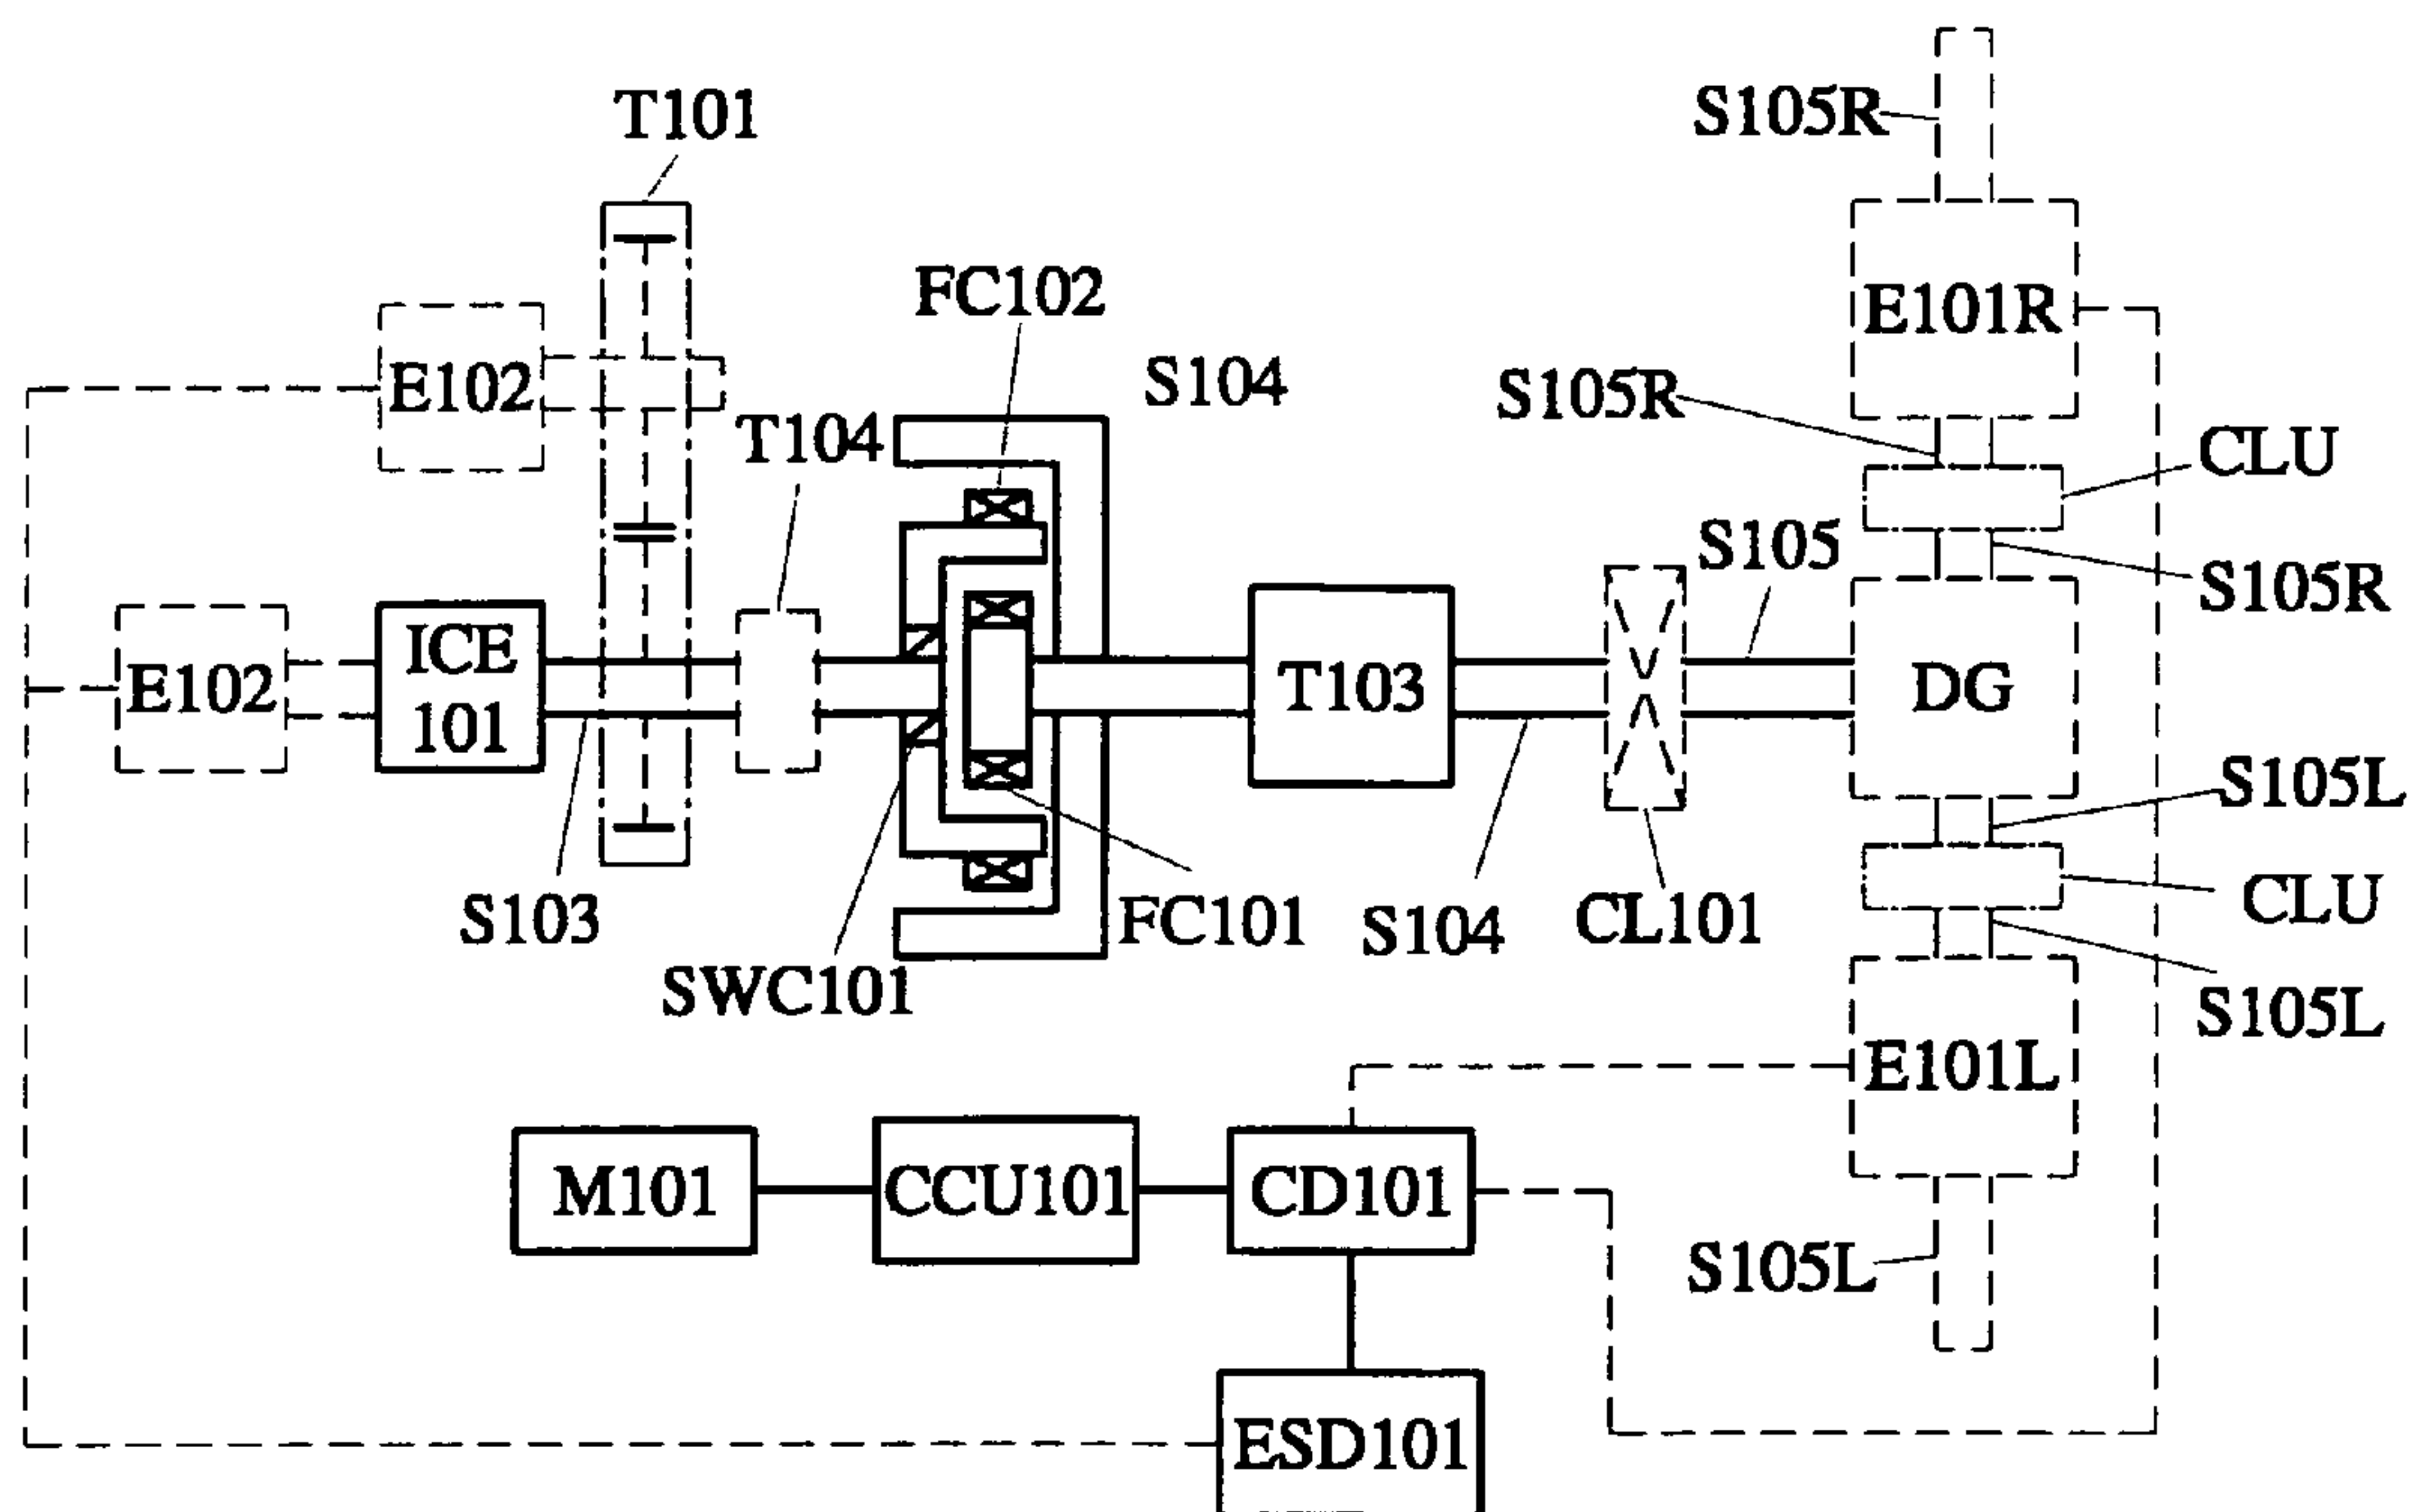 T101
S105R
FC102
E101R
S104
E102
S105R
T104
CLU
S105
S105R
ICE
101
E102
T103
DG
S105L
CLU
S103
FC101
S104
CL101
SWC101
S105L
E101L
M101
CCU101
CD101
S105L
ESD101